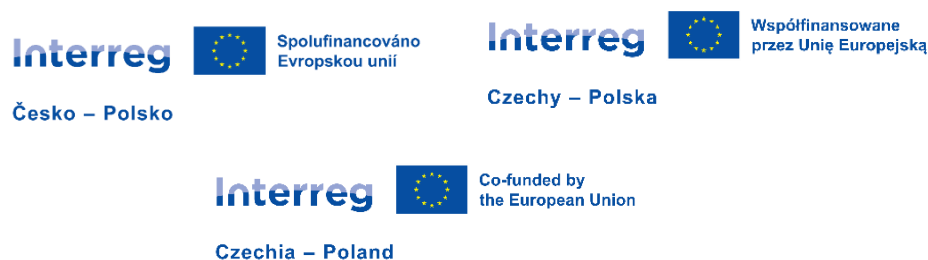 Interreg
Spolufinancováno
Evropskou unií
Česko – Polsko
Interreg
Współfinansowane
przez Unię Europejską
Czechy – Polska
Interreg
Co-funded by
the European Union
Czechia – Poland